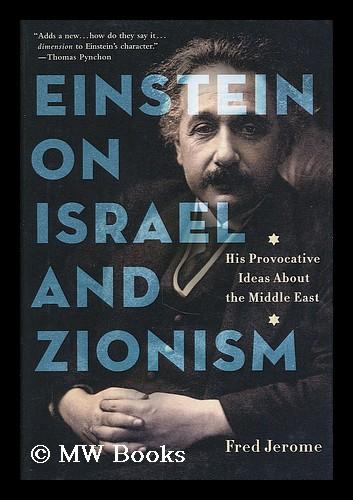 "Adds a new...how do they say it...
dimension to Einstein's character."
—Thomas Pynchon
EINSTEIN
ON
ISRAEL
AND
ZIONISM
His Provocative
Ideas About
the Middle East
Fred Jerome
© MW Books